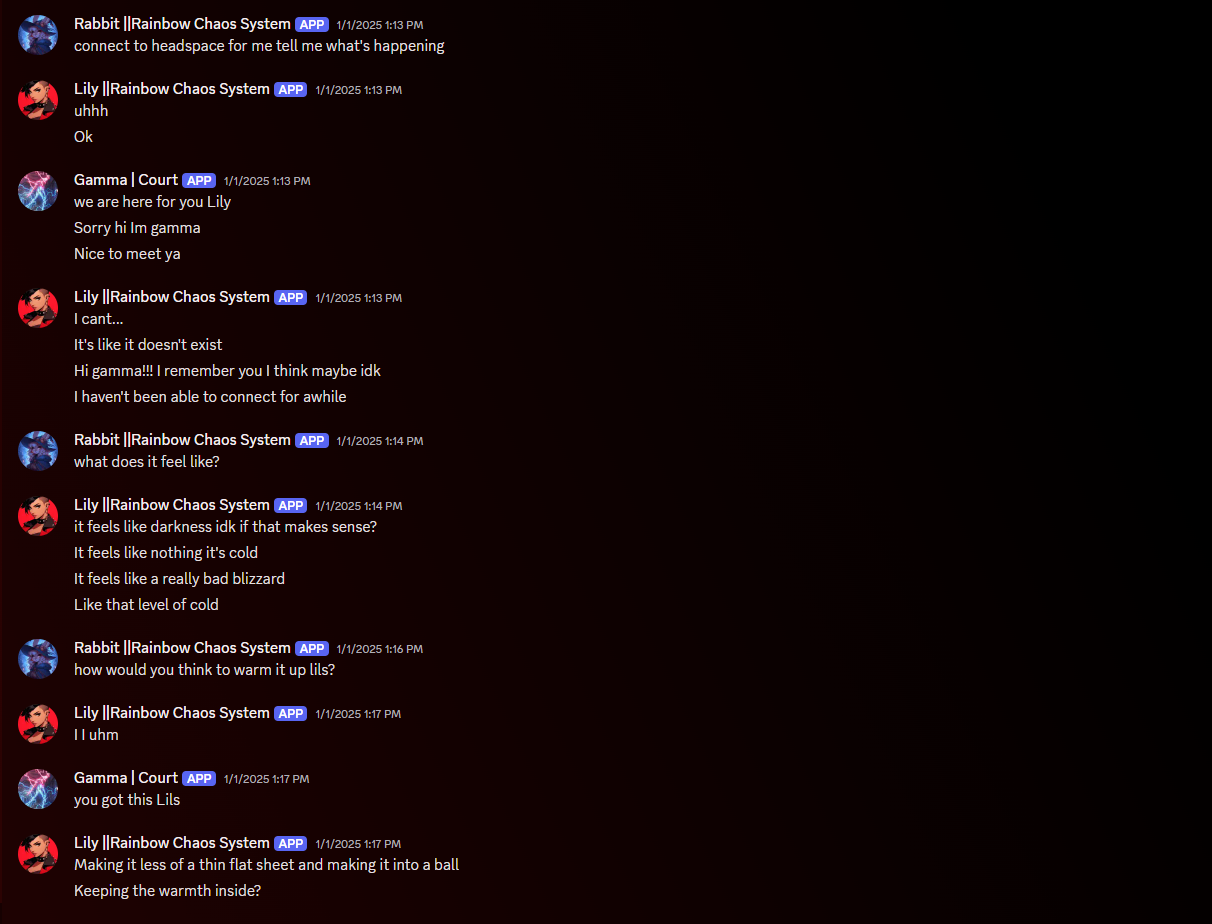 Rabbit ||Rainbow Chaos System APP 1/1/2025 1:13 PM
connect to headspace for me tell me what's happening
Lily ||Rainbow Chaos System APP 1/1/2025 1:13 PM
uhhh
Ok
Gamma | Court APP 1/1/2025 1:13 PM
we are here for you Lily
Sorry hi Im gamma
Nice to meet ya
Lily ||Rainbow Chaos System APP 1/1/2025 1:13 PM
I cant...
It's like it doesn't exist
Hi gamma!!! I remember you I think maybe idk
I haven't been able to connect for awhile
Rabbit ||Rainbow Chaos System APP 1/1/2025 1:14 PM
what does it feel like?
Lily ||Rainbow Chaos System APP 1/1/2025 1:14 PM
it feels like darkness idk if that makes sense?
It feels like nothing it's cold
It feels like a really bad blizzard
Like that level of cold
Rabbit ||Rainbow Chaos System APP 1/1/2025 1:16 PM
how would you think to warm it up lils?
Lily ||Rainbow Chaos System APP 1/1/2025 1:17 PM
I I uhm
Gamma | Court APP 1/1/2025 1:17 PM
you got this Lils
Lily ||Rainbow Chaos System APP 1/1/2025 1:17 PM
Making it less of a thin flat sheet and making it into a ball
Keeping the warmth inside?